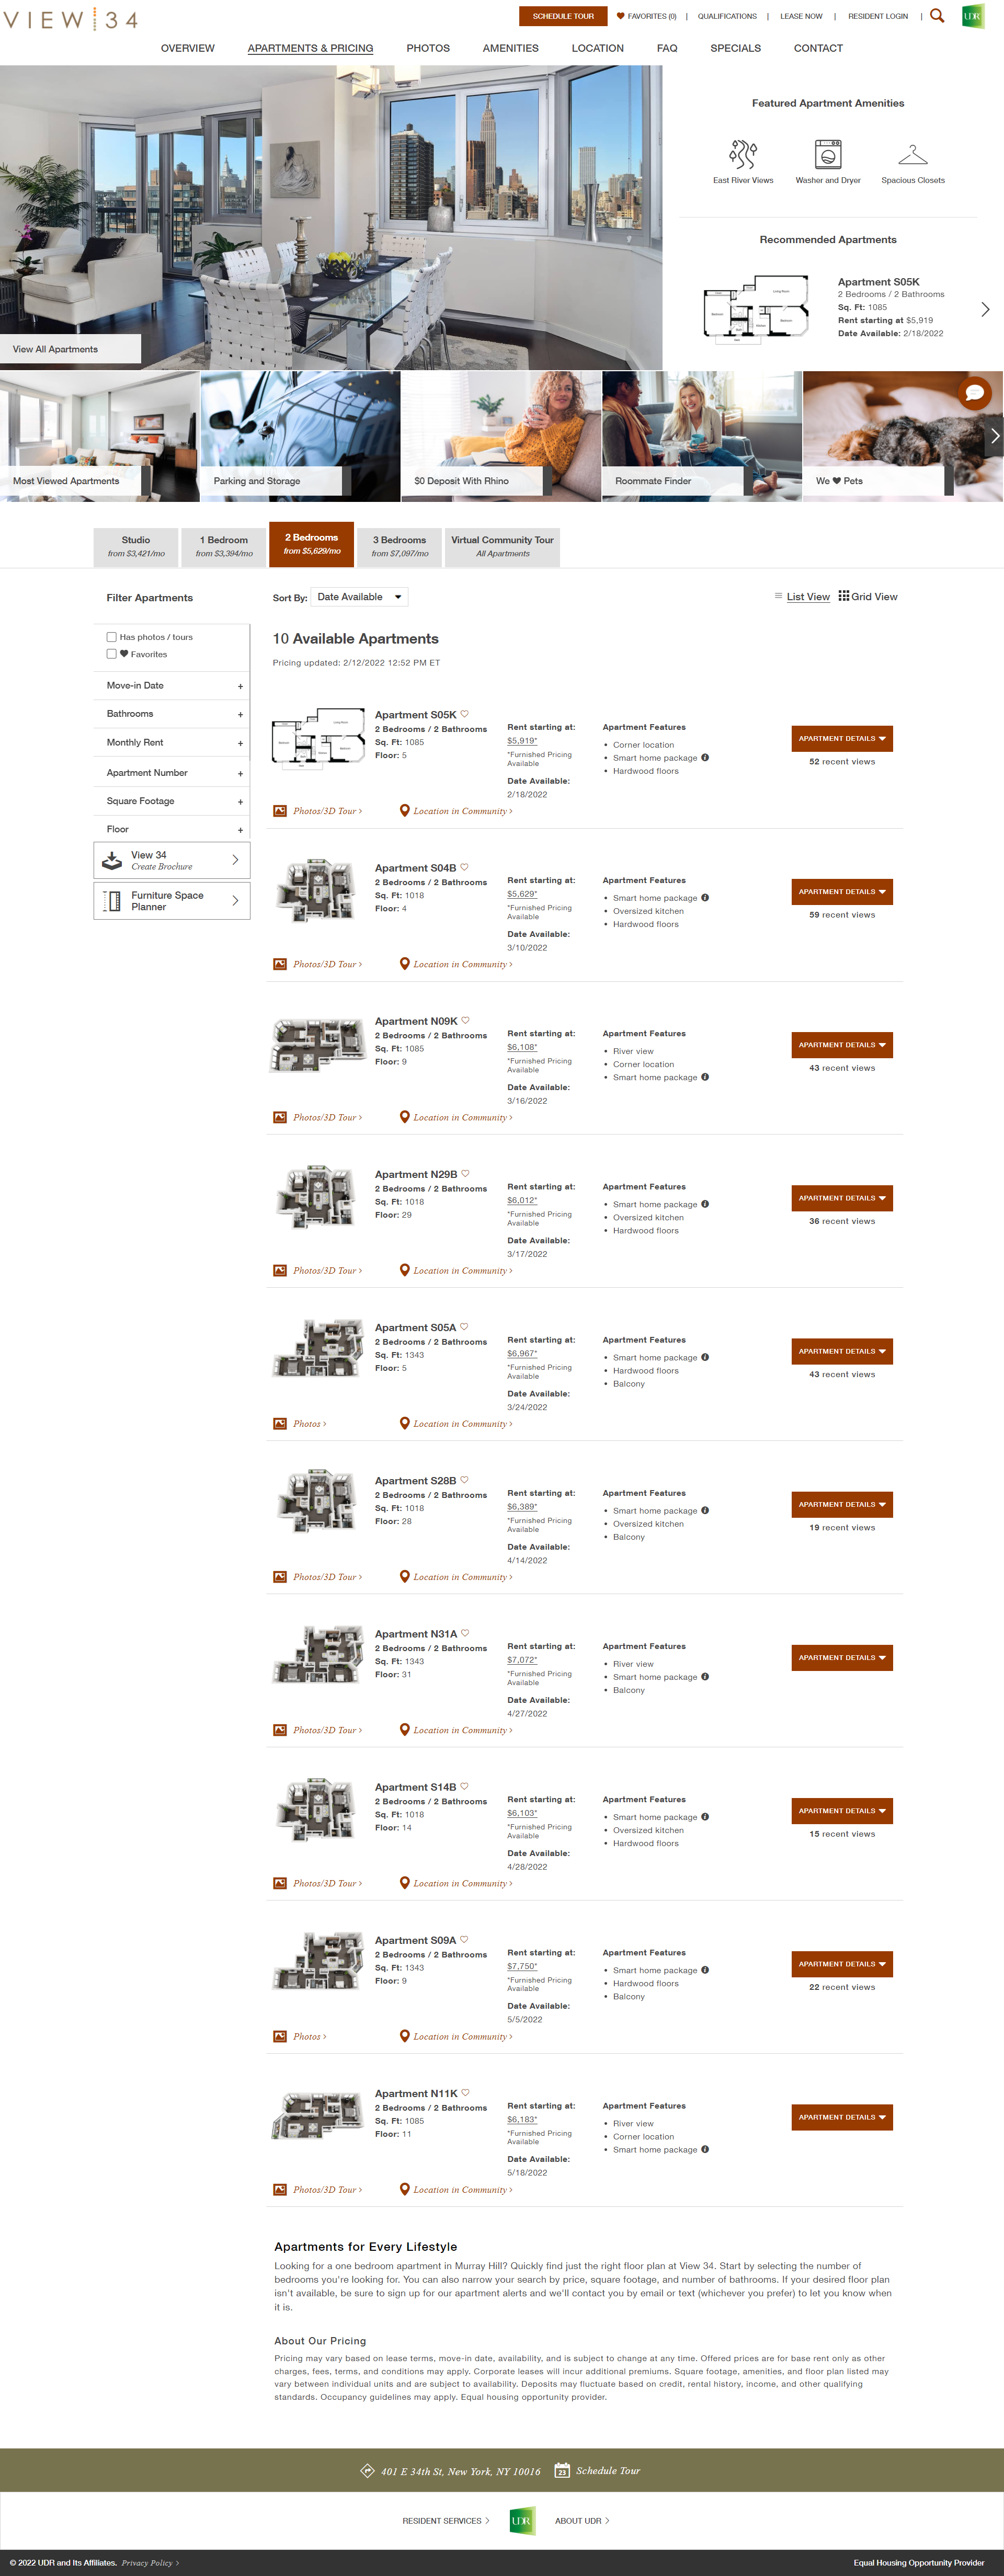 VIEW 34
SCHEDULE TOUR
FAVORITES (0) | QUALIFICATIONS | LEASE NOW | RESIDENT LOGIN |
UDR
OVERVIEW APARTMENTS & PRICING PHOTOS AMENITIES LOCATION FAQ SPECIALS CONTACT
Featured Apartment Amenities
East River Views Washer and Dryer Spacious Closets
Recommended Apartments
Apartment S05K
2 Bedrooms / 2 Bathrooms
Sq. Ft: 1085
Rent starting at $5,919
Date Available: 2/18/2022
View All Apartments
Most Viewed Apartments
Parking and Storage
$0 Deposit With Rhino
Roommate Finder
We ♥ Pets
Studio
from $3,421/mo
1 Bedroom
from $3,394/mo
2 Bedrooms
from $5,629/mo
3 Bedrooms
from $7,097/mo
Virtual Community Tour
All Apartments
Filter Apartments
Has photos / tours
Favorites
Move-in Date +
Bathrooms +
Monthly Rent +
Apartment Number +
Square Footage +
Floor +
View 34
Create Brochure
Furniture Space
Planner
Sort By: Date Available
List View Grid View
10 Available Apartments
Pricing updated: 2/12/2022 12:52 PM ET
Apartment S05K
2 Bedrooms / 2 Bathrooms
Sq. Ft: 1085
Floor: 5
Rent starting at:
$5,919*
*Furnished Pricing
Available
Date Available:
2/18/2022
Apartment Features
• Corner location
• Smart home package
• Hardwood floors
APARTMENT DETAILS
52 recent views
Photos/3D Tour > Location in Community >
Apartment S04B
2 Bedrooms / 2 Bathrooms
Sq. Ft: 1018
Floor: 4
Rent starting at:
$5,629*
*Furnished Pricing
Available
Date Available:
3/10/2022
Apartment Features
• Smart home package
• Oversized kitchen
• Hardwood floors
APARTMENT DETAILS
59 recent views
Photos/3D Tour > Location in Community >
Apartment N09K
2 Bedrooms / 2 Bathrooms
Sq. Ft: 1085
Floor: 9
Rent starting at:
$6,108*
*Furnished Pricing
Available
Date Available:
3/16/2022
Apartment Features
• River view
• Corner location
• Smart home package
APARTMENT DETAILS
43 recent views
Photos/3D Tour > Location in Community >
Apartment N29B
2 Bedrooms / 2 Bathrooms
Sq. Ft: 1018
Floor: 29
Rent starting at:
$6,012*
*Furnished Pricing
Available
Date Available:
3/17/2022
Apartment Features
• Smart home package
• Oversized kitchen
• Hardwood floors
APARTMENT DETAILS
36 recent views
Photos/3D Tour > Location in Community >
Apartment S05A
2 Bedrooms / 2 Bathrooms
Sq. Ft: 1343
Floor: 5
Rent starting at:
$6,967*
*Furnished Pricing
Available
Date Available:
3/24/2022
Apartment Features
• Smart home package
• Hardwood floors
• Balcony
APARTMENT DETAILS
43 recent views
Photos > Location in Community >
Apartment S28B
2 Bedrooms / 2 Bathrooms
Sq. Ft: 1018
Floor: 28
Rent starting at:
$6,389*
*Furnished Pricing
Available
Date Available:
4/14/2022
Apartment Features
• Smart home package
• Oversized kitchen
• Balcony
APARTMENT DETAILS
19 recent views
Photos/3D Tour > Location in Community >
Apartment N31A
2 Bedrooms / 2 Bathrooms
Sq. Ft: 1343
Floor: 31
Rent starting at:
$7,072*
*Furnished Pricing
Available
Date Available:
4/27/2022
Apartment Features
• River view
• Smart home package
• Balcony
APARTMENT DETAILS
Photos/3D Tour > Location in Community >
Apartment S14B
2 Bedrooms / 2 Bathrooms
Sq. Ft: 1018
Floor: 14
Rent starting at:
$6,103*
*Furnished Pricing
Available
Date Available:
4/28/2022
Apartment Features
• Smart home package
• Oversized kitchen
• Hardwood floors
APARTMENT DETAILS
15 recent views
Photos/3D Tour > Location in Community >
Apartment S09A
2 Bedrooms / 2 Bathrooms
Sq. Ft: 1343
Floor: 9
Rent starting at:
$7,750*
*Furnished Pricing
Available
Date Available:
5/5/2022
Apartment Features
• Smart home package
• Hardwood floors
• Balcony
APARTMENT DETAILS
22 recent views
Photos > Location in Community >
Apartment N11K
2 Bedrooms / 2 Bathrooms
Sq. Ft: 1085
Floor: 11
Rent starting at:
$6,183*
*Furnished Pricing
Available
Date Available:
5/18/2022
Apartment Features
• River view
• Corner location
• Smart home package
APARTMENT DETAILS
Photos/3D Tour > Location in Community >
Apartments for Every Lifestyle
Looking for a one bedroom apartment in Murray Hill? Quickly find just the right floor plan at View 34. Start by selecting the number of
bedrooms you're looking for. You can also narrow your search by price, square footage, and number of bathrooms. If your desired floor plan
isn't available, be sure to sign up for our apartment alerts and we'll contact you by email or text (whichever you prefer) to let you know when
it is.
About Our Pricing
Pricing may vary based on lease terms, move-in date, availability, and is subject to change at any time. Offered prices are for base rent only as other
charges, fees, terms, and conditions may apply. Corporate leases will incur additional premiums. Square footage, amenities, and floor plan listed may
vary between individual units and are subject to availability. Deposits may fluctuate based on credit, rental history, income, and other qualifying
standards. Occupancy guidelines may apply. Equal housing opportunity provider.
401 E 34th St, New York, NY 10016 23 Schedule Tour
RESIDENT SERVICES > UDR ABOUT UDR >
© 2022 UDR and Its Affiliates. Privacy Policy > Equal Housing Opportunity Provider